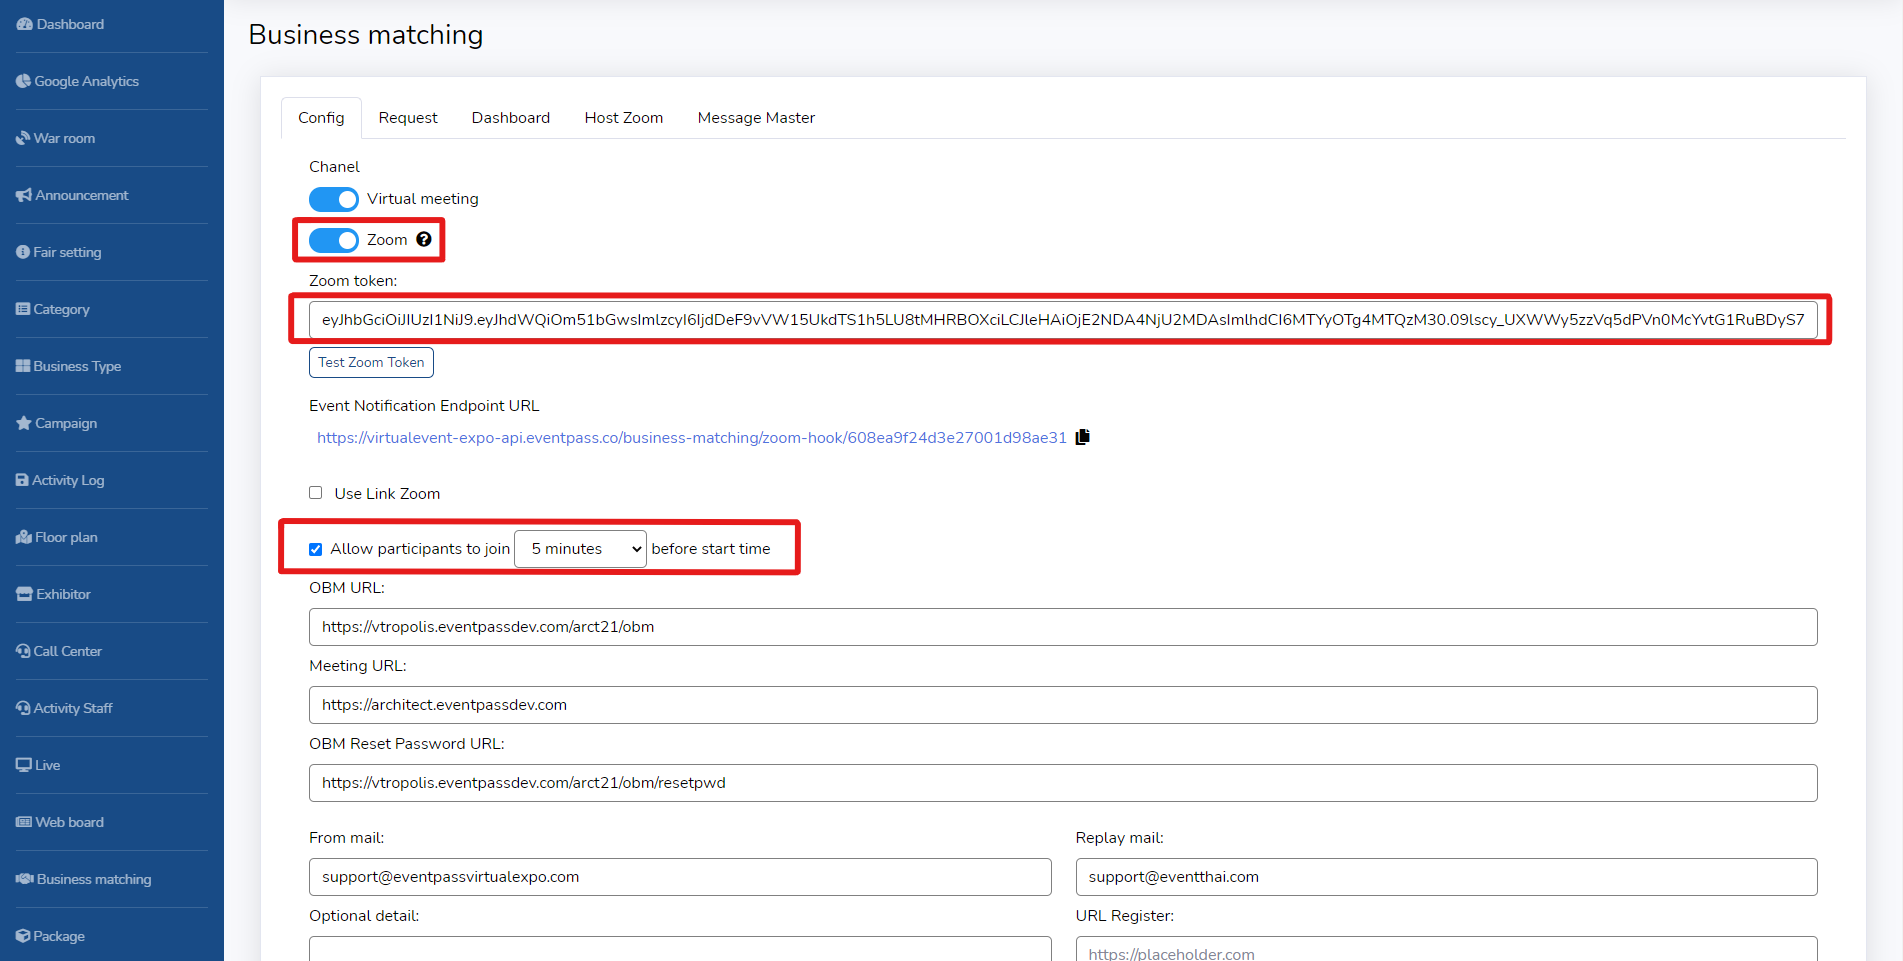 Dashboard
Google Analytics
War room
Announcement
Fair setting
Category
Business Type
Campaign
Activity Log
Floor plan
Exhibitor
Call Center
Activity Staff
Live
Web board
Business matching
Package
Business matching
Config Request Dashboard Host Zoom Message Master
Chanel
Virtual meeting
Zoom ?
Zoom token:
eyJhbGciOiJIUzI1NiJ9.eyJhdWQiOm51bGwsImlzcyI6IjdDeF9vVW15UkdTS1h5LU8tMHRBOXciLCJleHAiOjE2NDA4NjU2MDAsImlhdCI6MTYyOTg4MTQzM30.09lscy_UXWWy5zzVq5dPVn0McYvtG1RuBDyS7
Test Zoom Token
Event Notification Endpoint URL
https://virtualevent-expo-api.eventpass.co/business-matching/zoom-hook/608ea9f24d3e27001d98ae31
Use Link Zoom
Allow participants to join 5 minutes before start time
OBM URL:
https://vtropolis.eventpassdev.com/arct21/obm
Meeting URL:
https://architect.eventpassdev.com
OBM Reset Password URL:
https://vtropolis.eventpassdev.com/arct21/obm/resetpwd
From mail: Replay mail:
support@eventpassvirtualexpo.com support@eventthai.com
Optional detail: URL Register:
https://placeholder.com